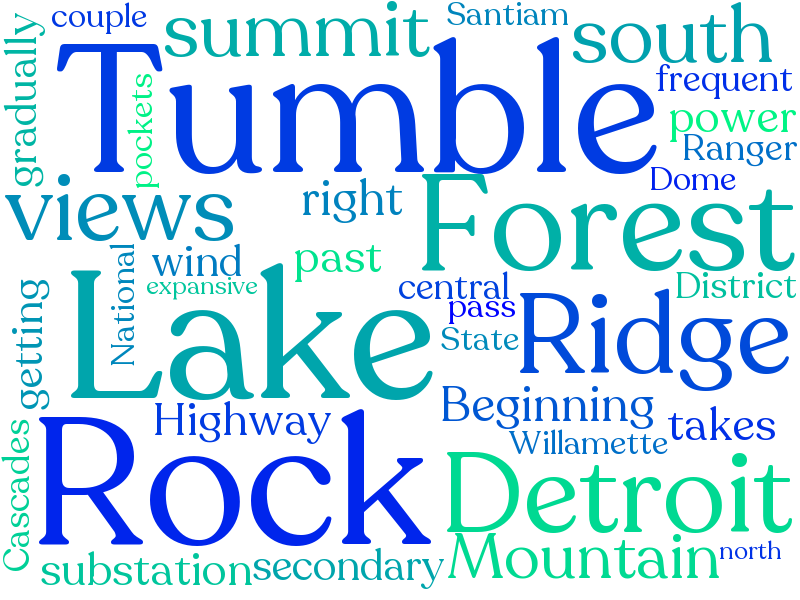 couple
summit
Santiam
south
Tumble
gradually
pockets
frequent
power
Ranger
Dome
views
right
Forest
wind
past
National
expansive
central
pass
District
State
Lake
Ridge
getting
Beginning
Highway
takes
Willamette
Rock
Cascades
Detroit
Mountain
north
substation
secondary